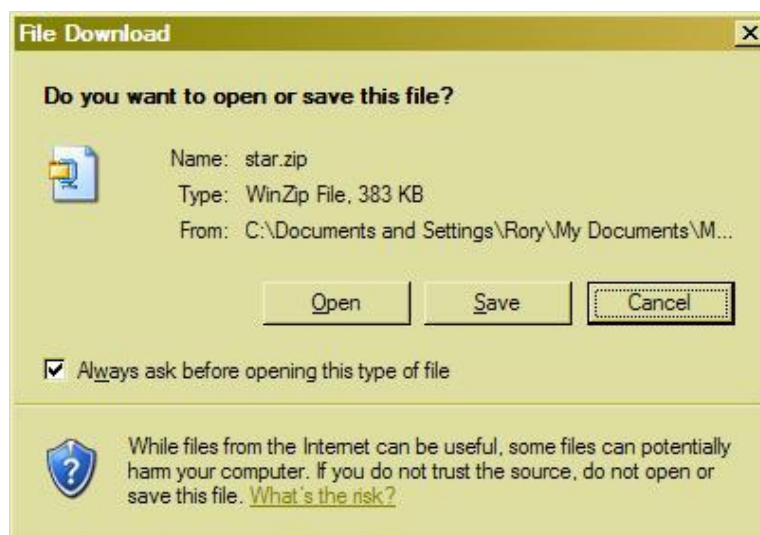 File Download
Do you want to open or save this file?
Name: star.zip
Type: WinZip File, 383 KB
From: C:\Documents and Settings\Rory\My Documents\M...
Open Save Cancel
Always ask before opening this type of file
While files from the Internet can be useful, some files can potentially
harm your computer. If you do not trust the source, do not open or
save this file. What's the risk?